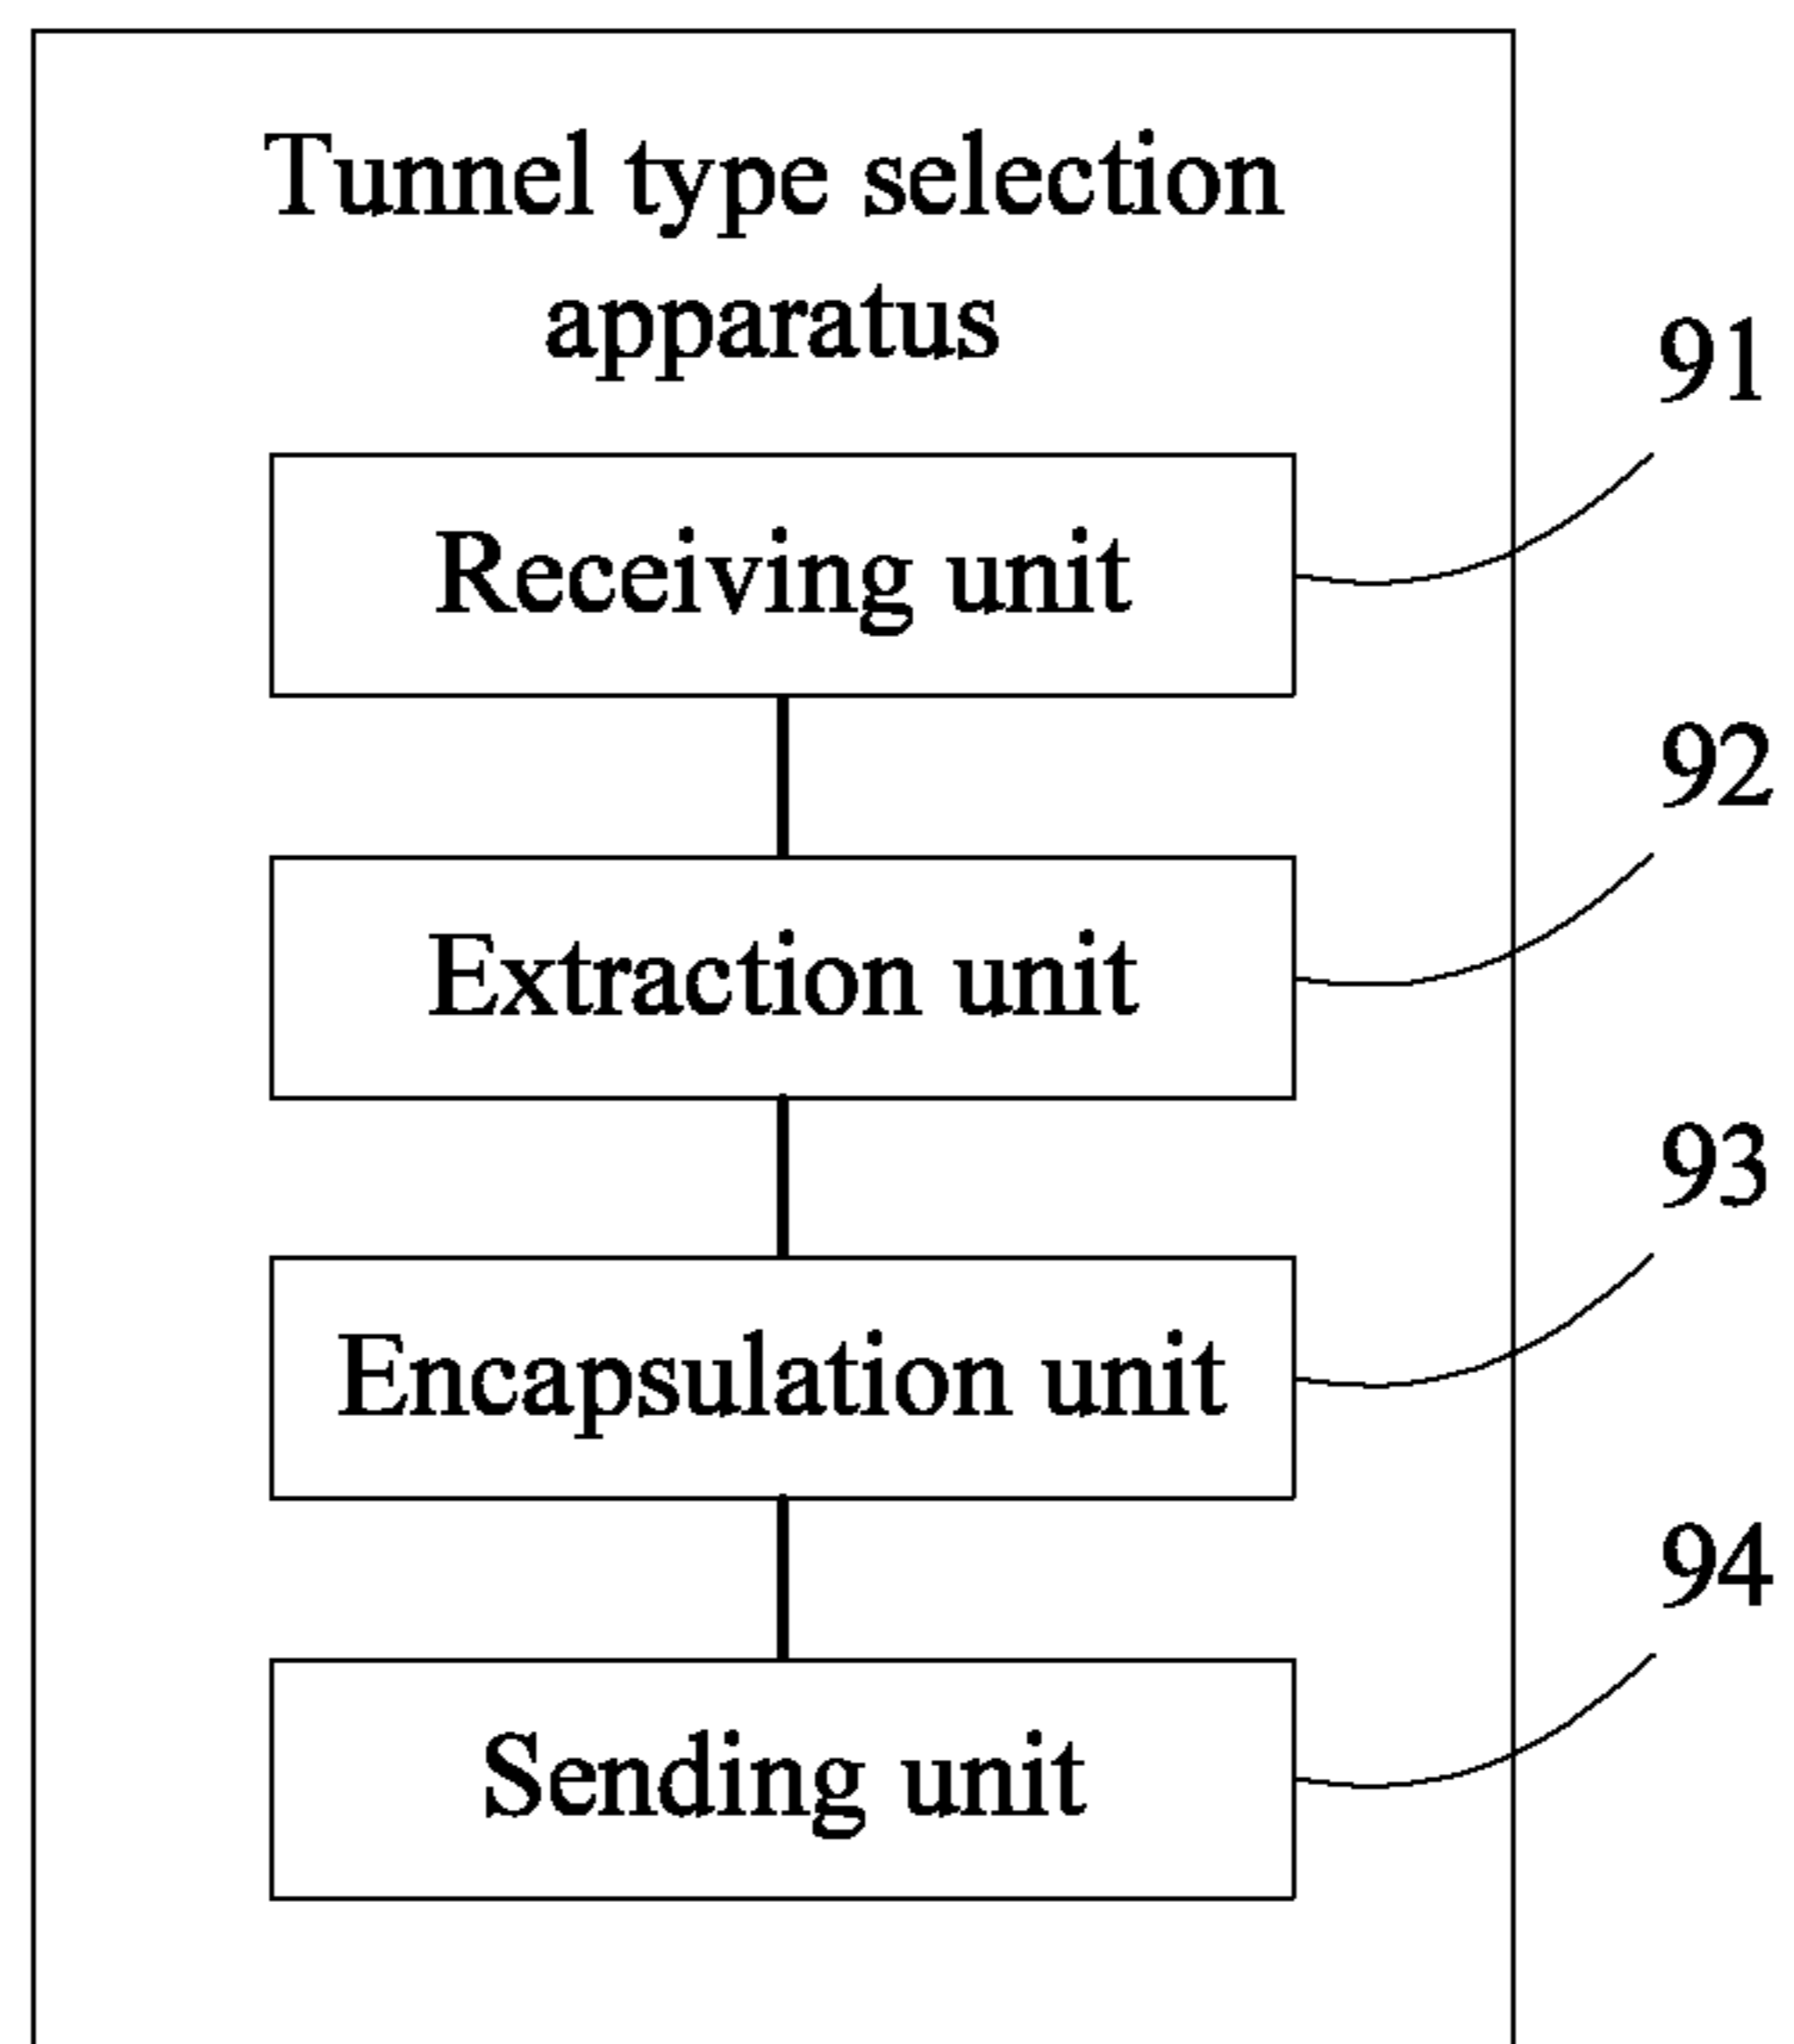 Tunnel type selection
apparatus
91
Receiving unit
92
Extraction unit
93
Encapsulation unit
94
Sending unit